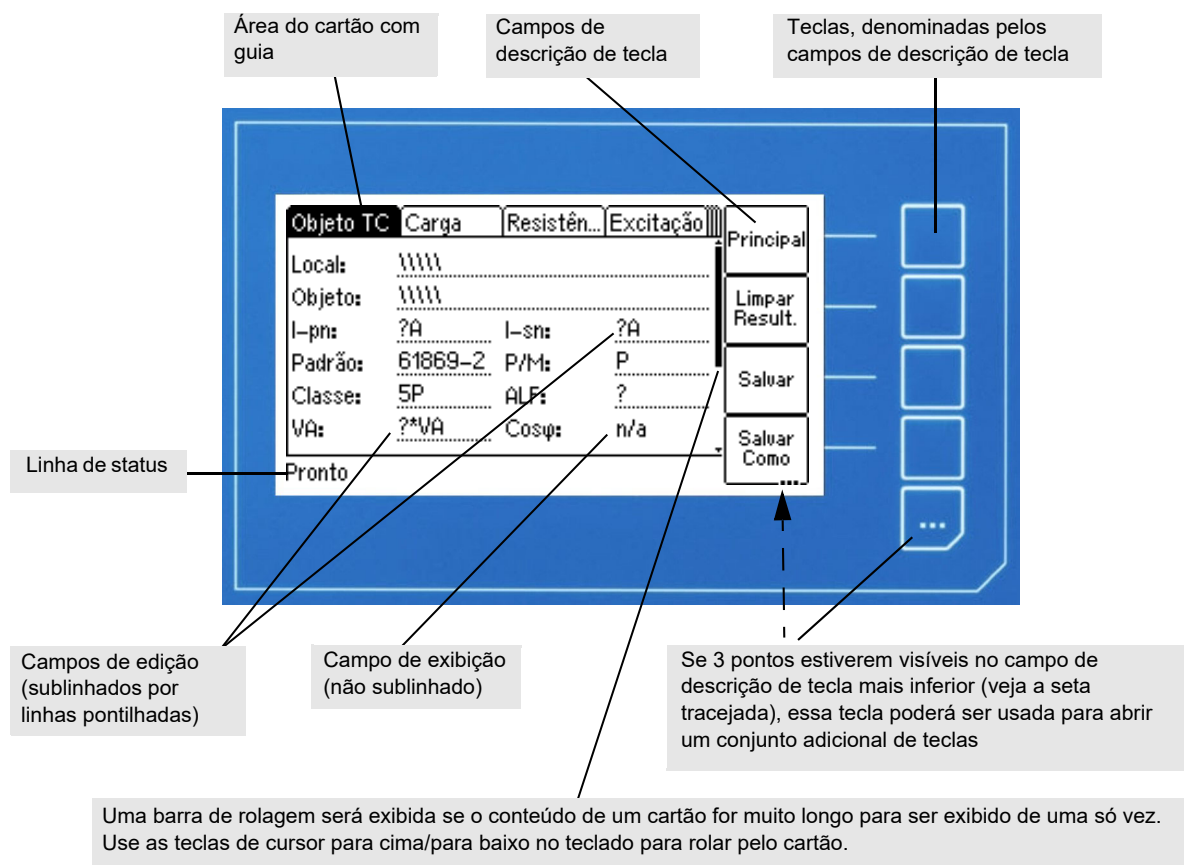 Área do cartão com
guia
Campos de
descrição de tecla
Teclas, denominadas pelos
campos de descrição de tecla
Objeto TC Carga Resistên... Excitação
Local: \\\\\
Objeto: \\\\\
I-pn: ?A I-sn: ?A
Padrão: 61869-2 P/M: P
Classe: 5P ALF: ?
VA: ?*VA Cosφ: n/a
Pronto
Principal
Limpar
Result.
Salvar
Salvar
Como
...
...
Linha de status
Campos de edição
(sublinhados por
linhas pontilhadas)
Campo de exibição
(não sublinhado)
Se 3 pontos estiverem visíveis no campo de
descrição de tecla mais inferior (veja a seta
tracejada), essa tecla poderá ser usada para abrir
um conjunto adicional de teclas
Uma barra de rolagem será exibida se o conteúdo de um cartão for muito longo para ser exibido de uma só vez.
Use as teclas de cursor para cima/para baixo no teclado para rolar pelo cartão.